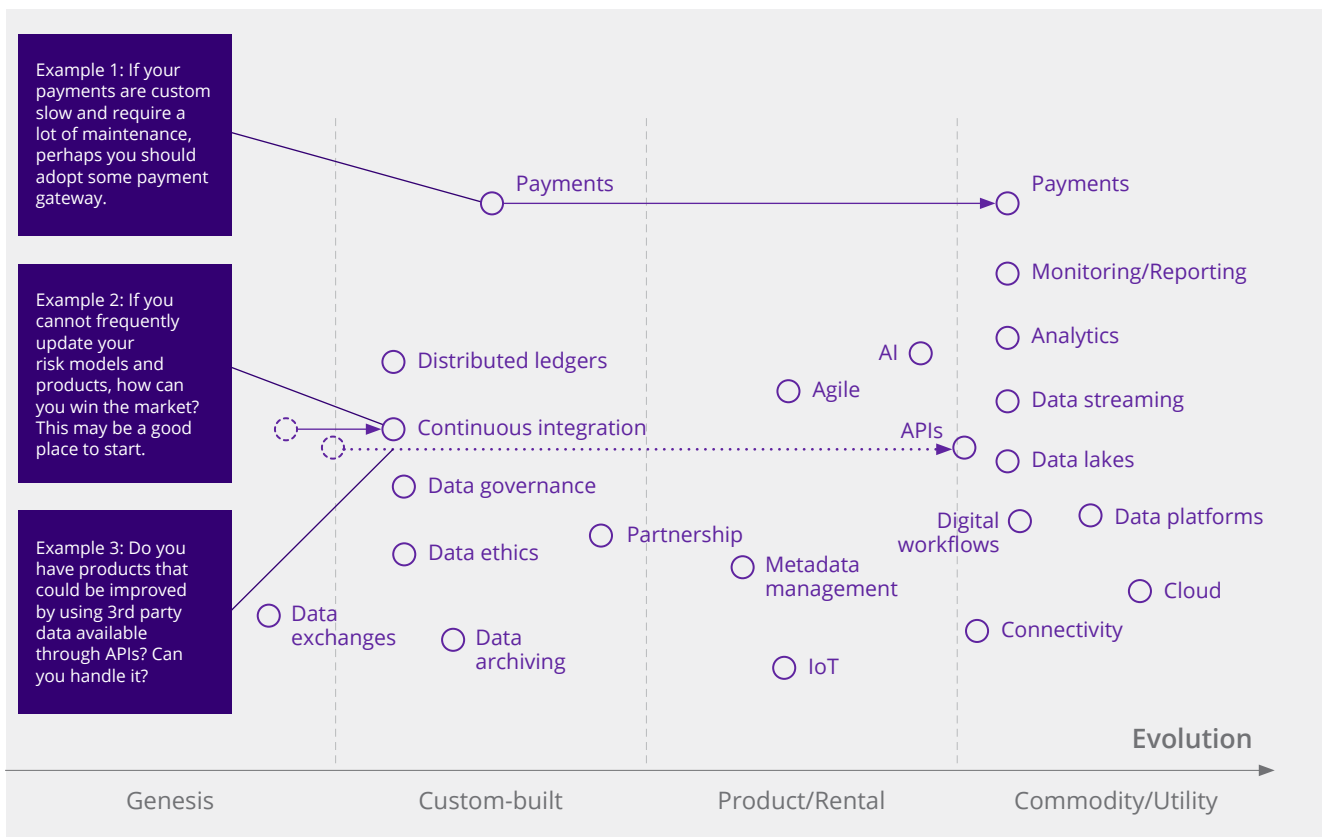 Example 1: If your
payments are custom
slow and require a
lot of maintenance,
perhaps you should
adopt some payment
gateway.
Payments
Payments
Monitoring/Reporting
Example 2: If you
cannot frequently
update your
risk models and
products, how can
you win the market?
This may be a good
place to start.
Distributed ledgers
AI
Agile
Analytics
Data streaming
Continuous integration
APIs
Data lakes
Data governance
Partnership
Digital
workflows
Data platforms
Data ethics
Metadata
management
Cloud
Example 3: Do you
have products that
could be improved
by using 3rd party
data available
through APIs? Can
you handle it?
Data
exchanges
Data
archiving
IoT
Connectivity
Evolution
Genesis
Custom-built
Product/Rental
Commodity/Utility